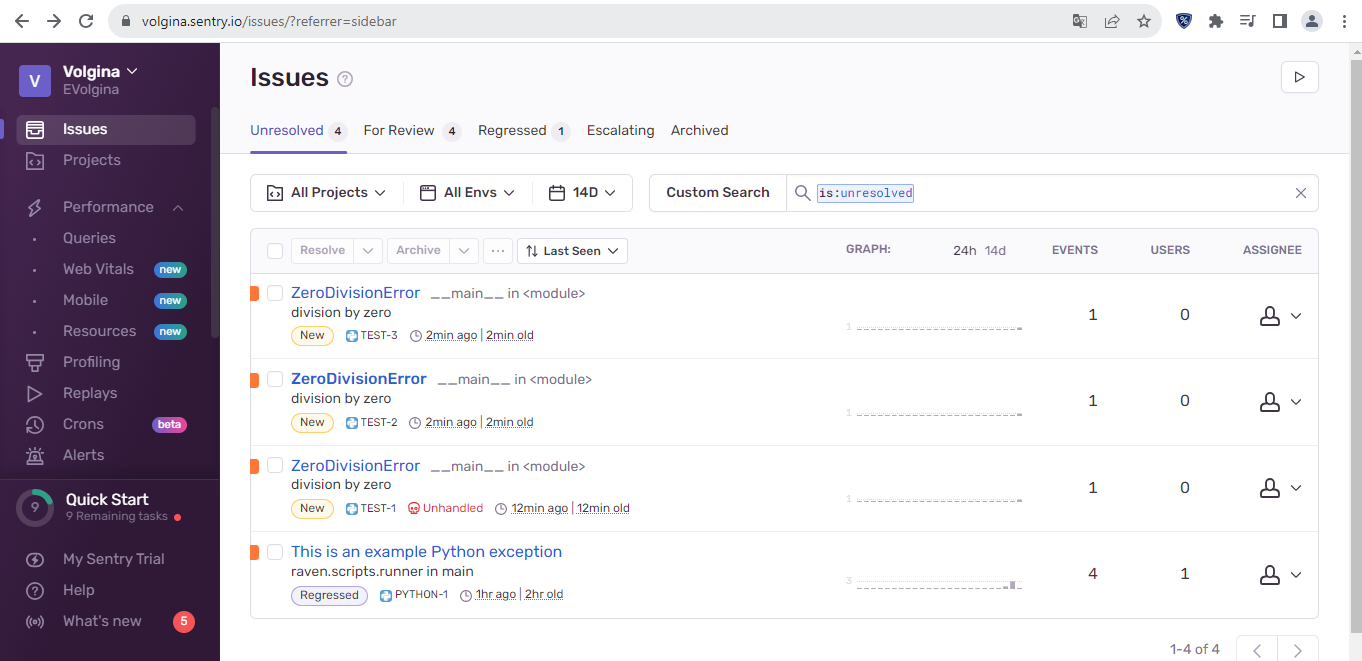 volgina.sentry.io/issues/?referrer=sidebar
V
Volgina
EVolgina
Issues
Projects
Performance
Queries
Web Vitals new
Mobile new
Resources new
Profiling
Replays
Crons beta
Alerts
9
Quick Start
9 Remaining tasks
My Sentry Trial
Help
What's new 5
Issues ?
Unresolved 4 For Review 4 Regressed 1 Escalating Archived
All Projects All Envs 14D Custom Search is:unresolved
Resolve Archive ... Last Seen GRAPH: 24h 14d EVENTS USERS ASSIGNEE
ZeroDivisionError __main__ in <module>
division by zero
1 1 0
New TEST-3 2min ago | 2min old
ZeroDivisionError __main__ in <module>
division by zero
1 1 0
New TEST-2 2min ago | 2min old
ZeroDivisionError __main__ in <module>
division by zero
1 1 0
New TEST-1 Unhandled 12min ago | 12min old
This is an example Python exception
raven.scripts.runner in main
3 4 1
Regressed PYTHON-1 1hr ago | 2hr old
1-4 of 4